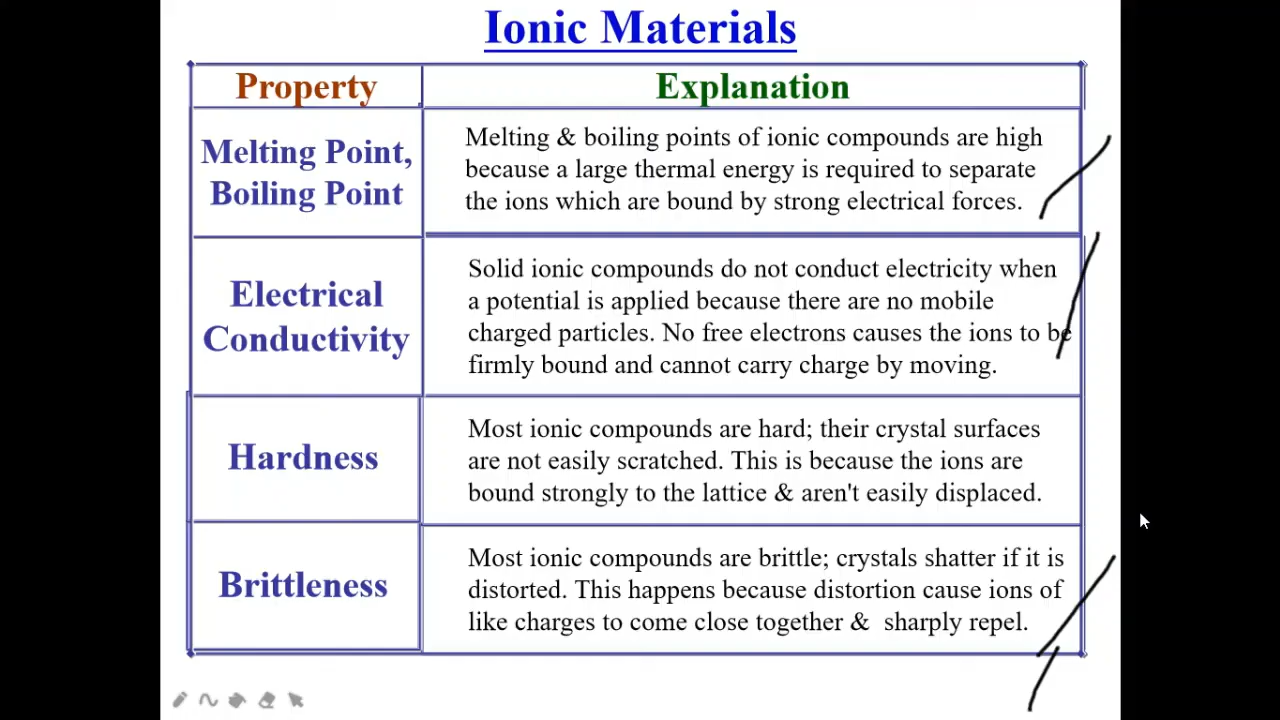 Ionic Materials
Property
Explanation
Melting Point,
Boiling Point
Melting & boiling points of ionic compounds are high
because a large thermal energy is required to separate
the ions which are bound by strong electrical forces.
Electrical
Conductivity
Solid ionic compounds do not conduct electricity when
a potential is applied because there are no mobile
charged particles. No free electrons causes the ions to be
firmly bound and cannot carry charge by moving.
Hardness
Most ionic compounds are hard; their crystal surfaces
are not easily scratched. This is because the ions are
bound strongly to the lattice & aren't easily displaced.
Brittleness
Most ionic compounds are brittle; crystals shatter if it is
distorted. This happens because distortion cause ions of
like charges to come close together & sharply repel.